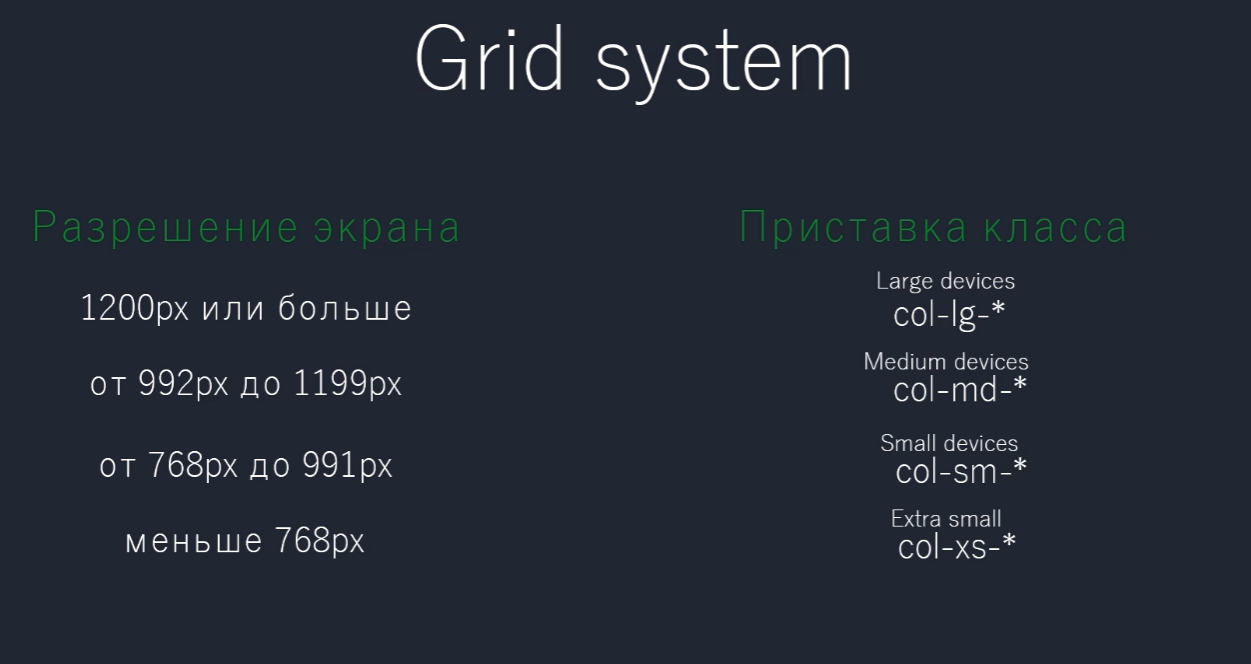 Grid system
Разрешение экрана
Приставка класса
1200px или больше
Large devices
col-lg-*
от 992px до 1199px
Medium devices
col-md-*
от 768px до 991px
Small devices
col-sm-*
меньше 768px
Extra small
col-xs-*